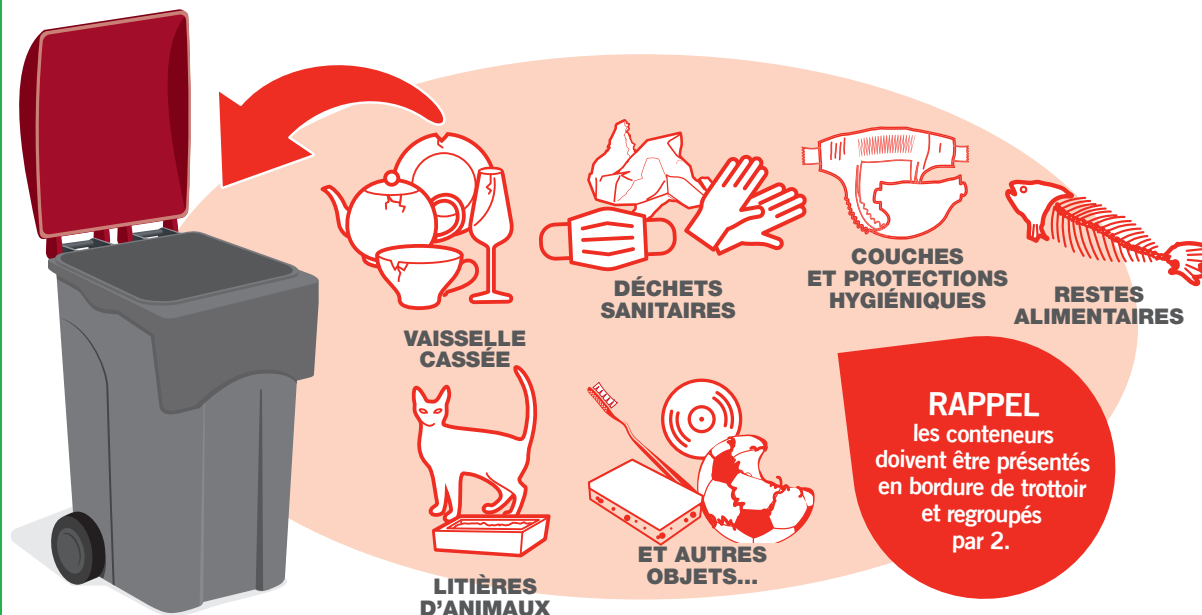 VAISSELLE
CASSÉE
DÉCHETS
SANITAIRES
COUCHES
ET PROTECTIONS
HYGIÉNIQUES
RESTES
ALIMENTAIRES
LITIÈRES
D'ANIMAUX
ET AUTRES
OBJETS...
RAPPEL
les conteneurs
doivent être présentés
en bordure de trottoir
et regroupés
par 2.